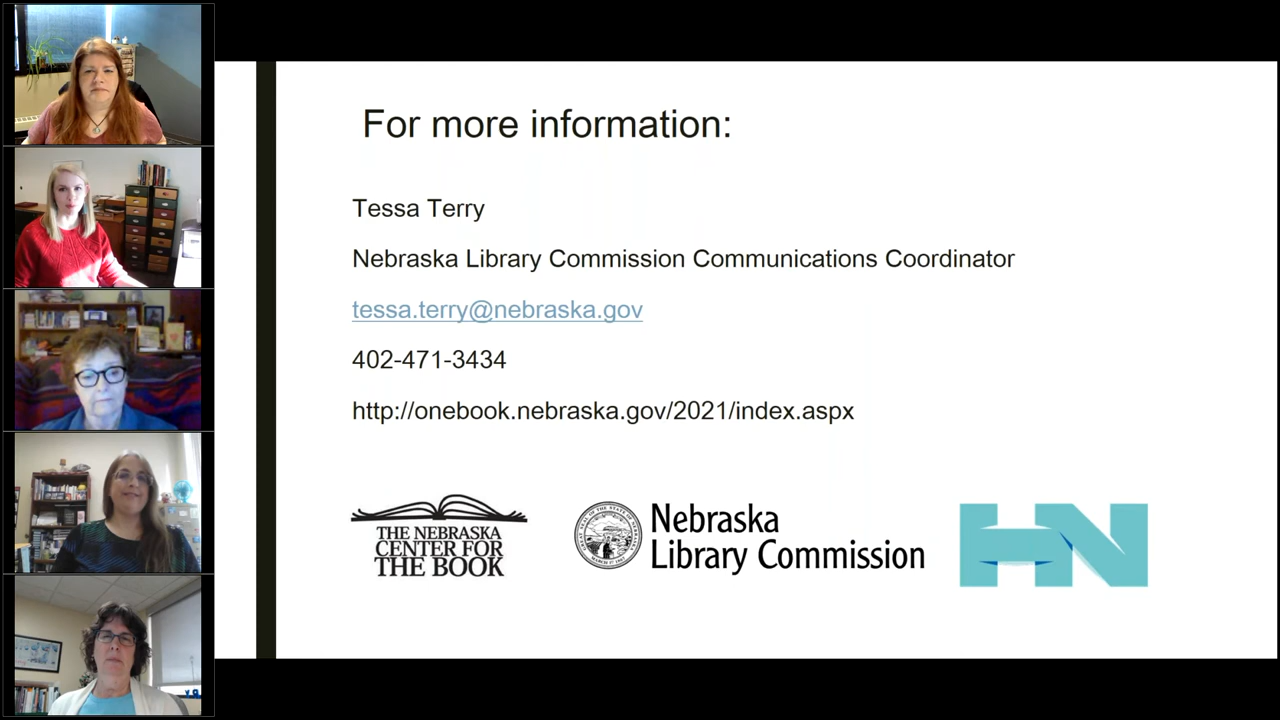 For more information:
Tessa Terry
Nebraska Library Commission Communications Coordinator
tessa.terry@nebraska.gov
402-471-3434
http://onebook.nebraska.gov/2021/index.aspx
THE NEBRASKA
CENTER FOR
THE BOOK
Nebraska
Library Commission
HN